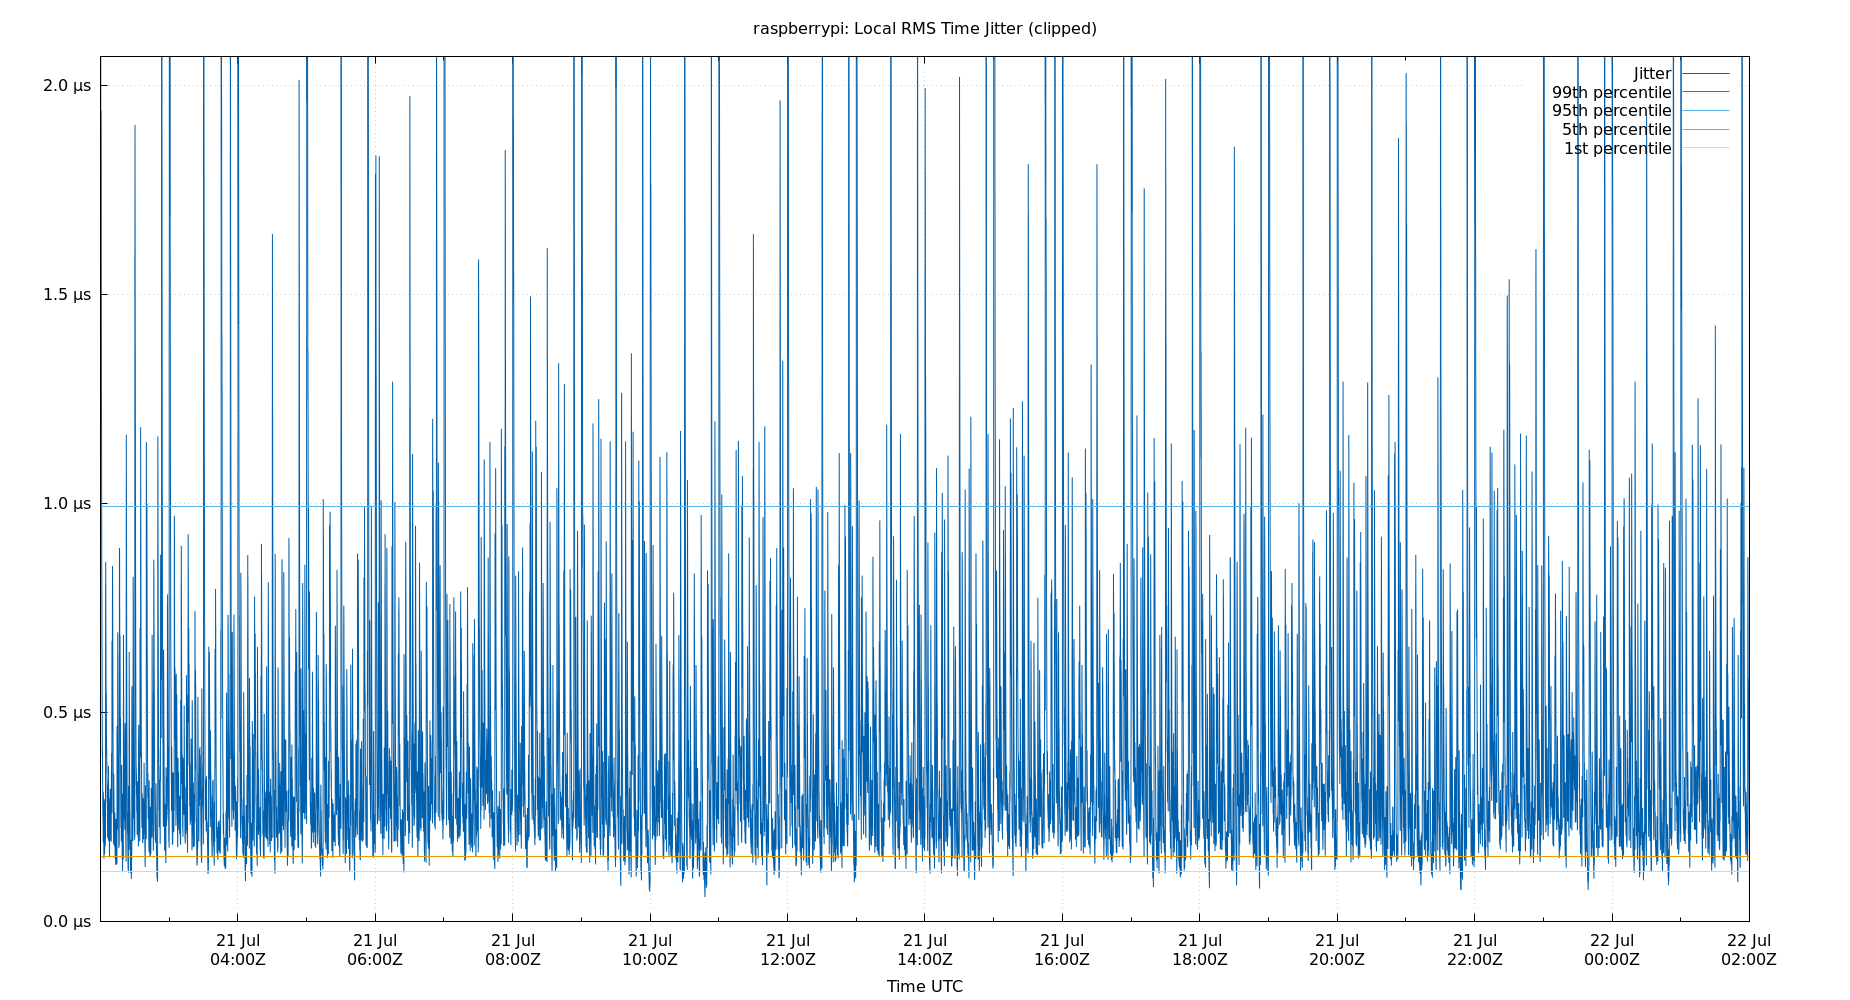 raspberrypi: Local RMS Time Jitter (clipped)
Jitter
99th percentile
95th percentile
5th percentile
1st percentile
2.0 µs
1.5 µs
1.0 µs
0.5 µs
0.0 µs
21 Jul 21 Jul 21 Jul 21 Jul 21 Jul 21 Jul 21 Jul 21 Jul 21 Jul 21 Jul 22 Jul 22 Jul
04:00Z 06:00Z 08:00Z 10:00Z 12:00Z 14:00Z 16:00Z 18:00Z 20:00Z 22:00Z 00:00Z 02:00Z
Time UTC